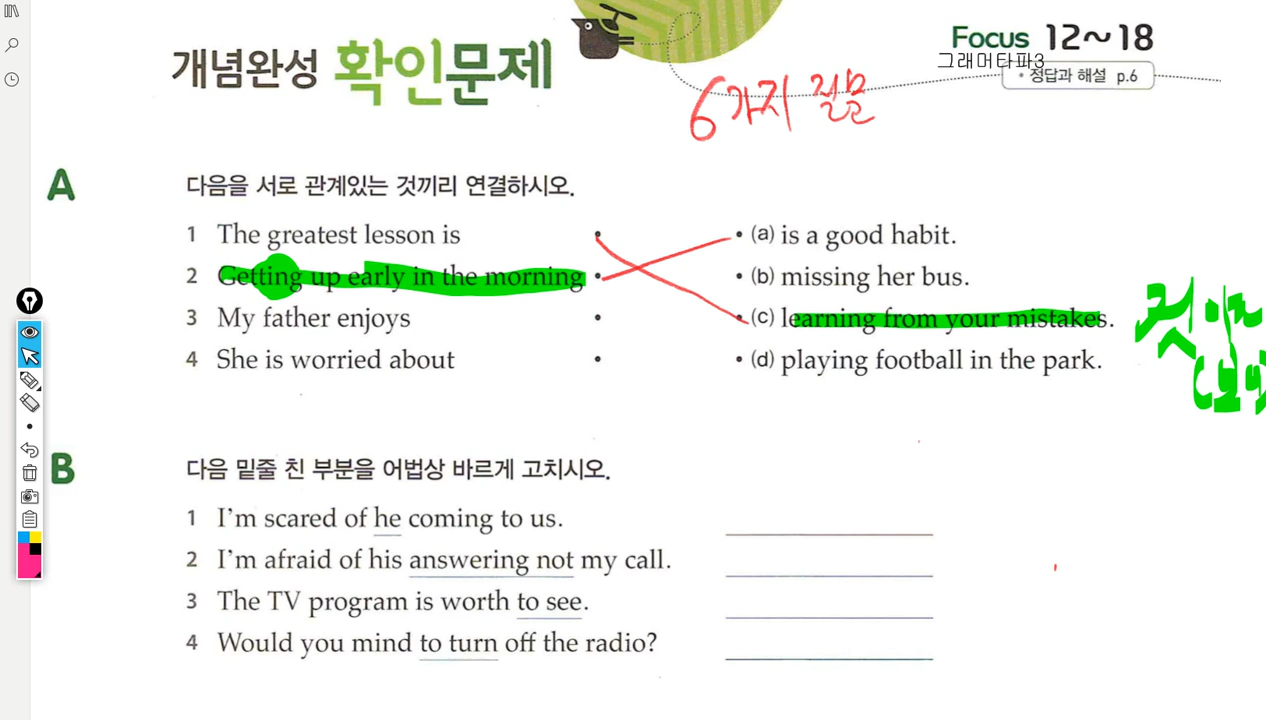 개념완성 확인문제
Focus 12~18
그래머타파3
• 정답과 해설 p.6
6가지 질문
A 다음을 서로 관계있는 것끼리 연결하시오.
1 The greatest lesson is • • (a) is a good habit.
2 Getting up early in the morning • • (b) missing her bus.
3 My father enjoys • • (c) learning from your mistakes.
4 She is worried about • • (d) playing football in the park.
B 다음 밑줄 친 부분을 어법상 바르게 고치시오.
1 I'm scared of he coming to us.
2 I'm afraid of his answering not my call.
3 The TV program is worth to see.
4 Would you mind to turn off the radio?